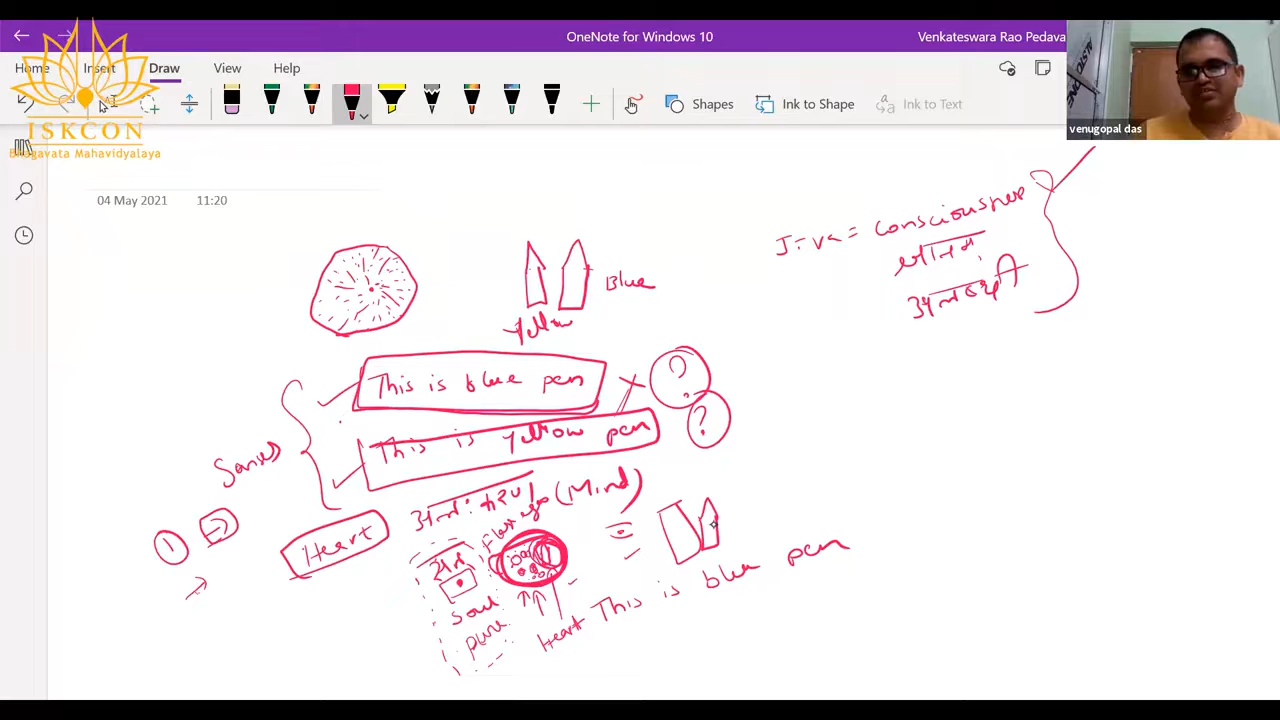 OneNote for Windows 10
Venkateswara Rao Pedava
Home Insert Draw View Help
Shapes
Ink to Shape
Ink to Text
ISKCON
Bhagavata Mahavidyalaya
venugopal das
04 May 2021 11:20
Jiva = consciousness
Blue
Yellow
This is blue pen
?
This is yellow pen
?
Senses
(Mind)
1
Heart
soul
pure
Heart This is blue pen